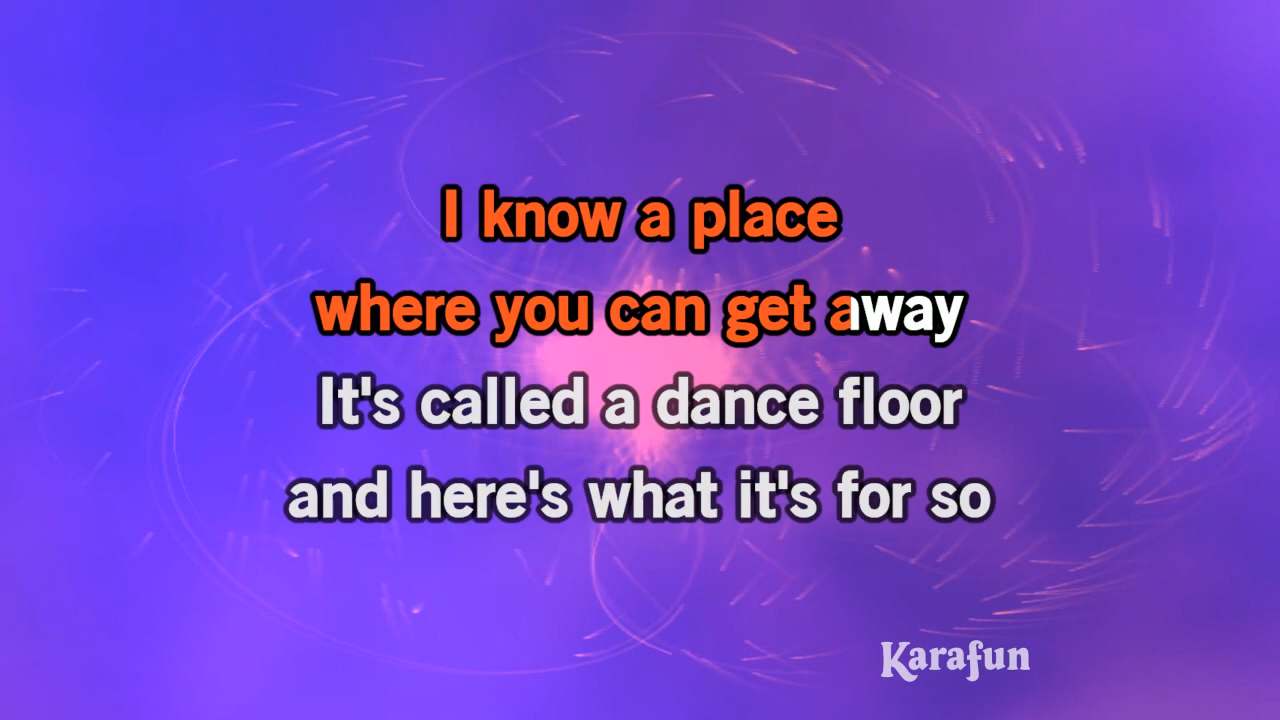 I know a place
where you can get away
It's called a dance floor
and here's what it's for so
Karafun